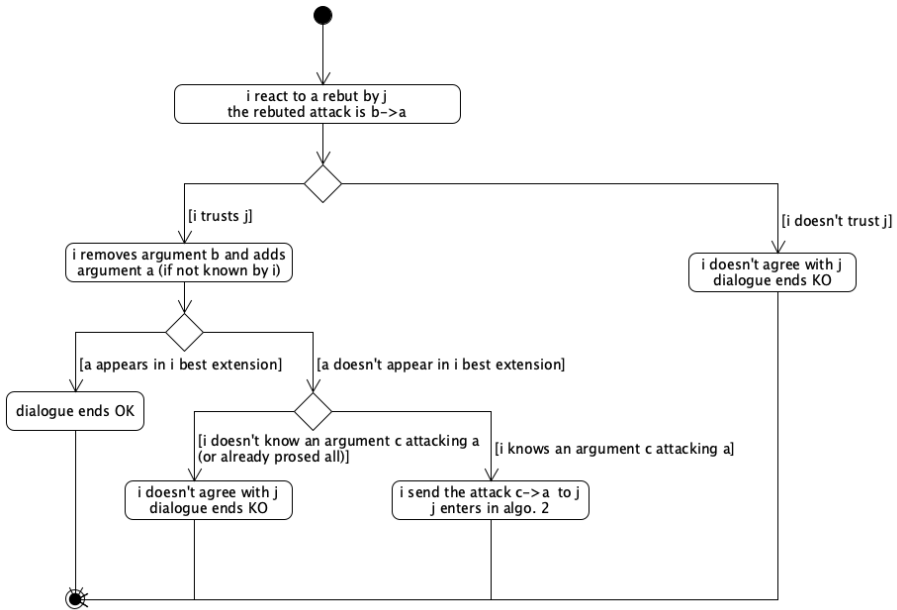 i react to a rebut by j
the rebuted attack is b->a
[i trusts j]
[i doesn't trust j]
i removes argument b and adds
argument a (if not known by i)
i doesn't agree with j
dialogue ends KO
[a appears in i best extension]
[a doesn't appear in i best extension]
dialogue ends OK
[i doesn't know an argument c attacking a
(or already prosed all)]
[i knows an argument c attacking a]
i doesn't agree with j
dialogue ends KO
i send the attack c->a to j
j enters in algo. 2